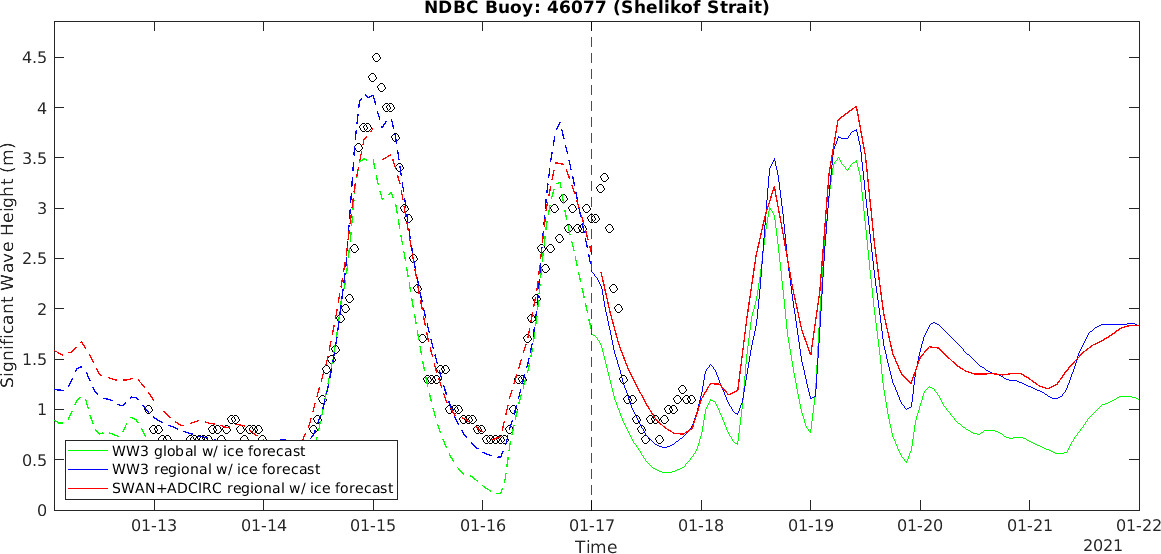 NDBC Buoy: 46077 (Shelikof Strait)
Significant Wave Height (m)
4.5
4
3.5
3
2.5
2
1.5
1
0.5
0
WW3 global w/ ice forecast
WW3 regional w/ ice forecast
SWAN+ADCIRC regional w/ ice forecast
01-13 01-14 01-15 01-16 01-17 01-18 01-19 01-20 01-21 01-22
Time
2021